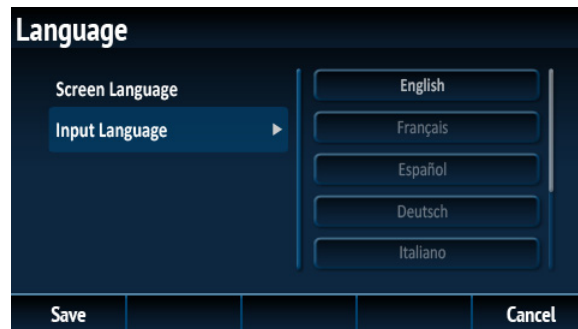 Language
Screen Language
Input Language
English
Français
Español
Deutsch
Italiano
Save
Cancel